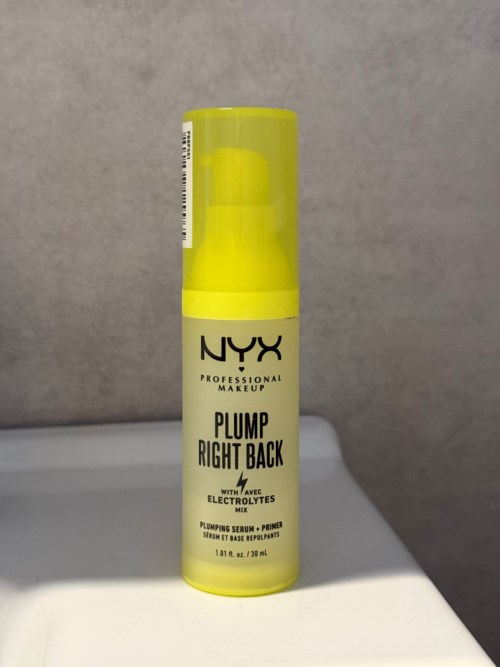 NYX
PROFESSIONAL
MAKEUP
PLUMP
RIGHT BACK
WITH AVEC
ELECTROLYTES
MIX
PLUMPING SERUM + PRIMER
SÉRUM ET BASE REPULPANTS
1.01 fl. oz. / 30 mL